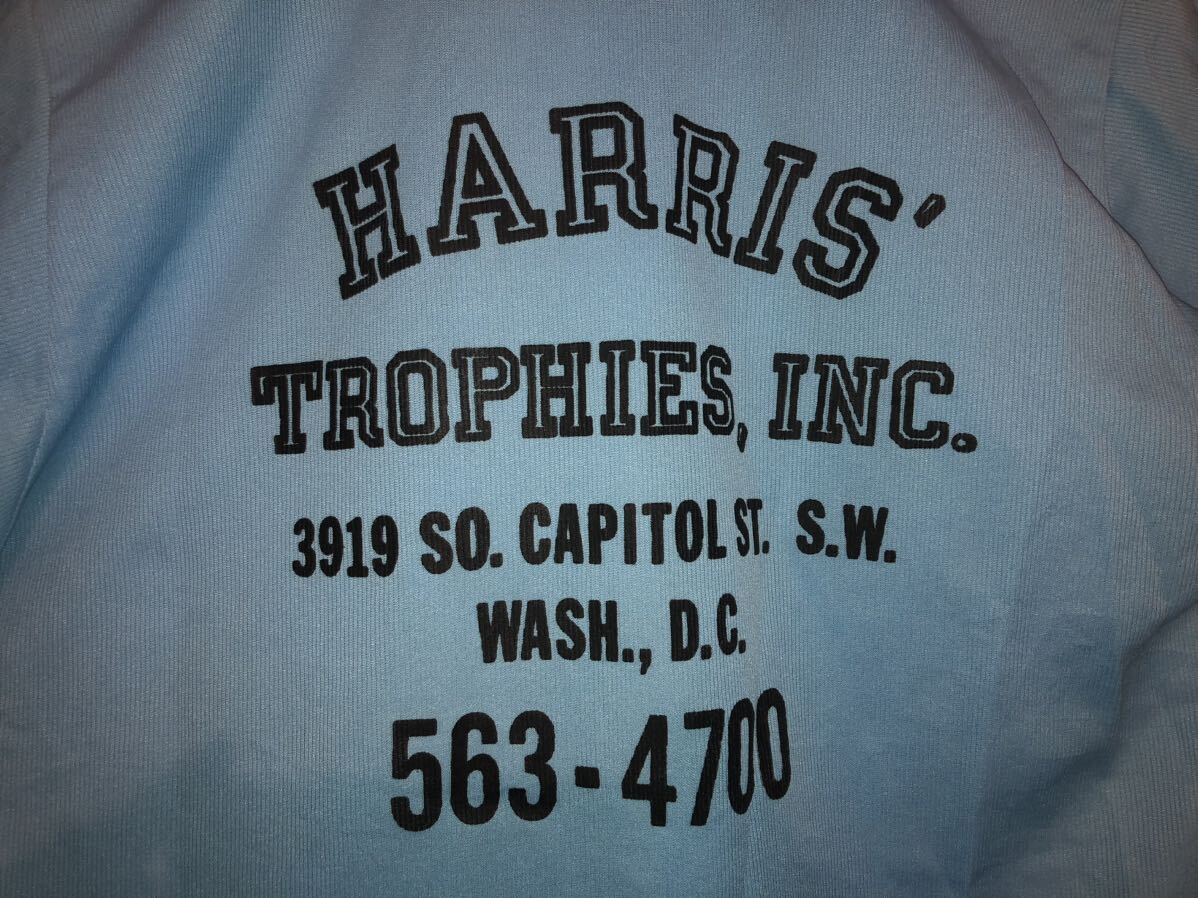 HARRIS'
TROPHIES, INC.
3919 SO. CAPITOL ST. S.W.
WASH., D.C.
563-4700